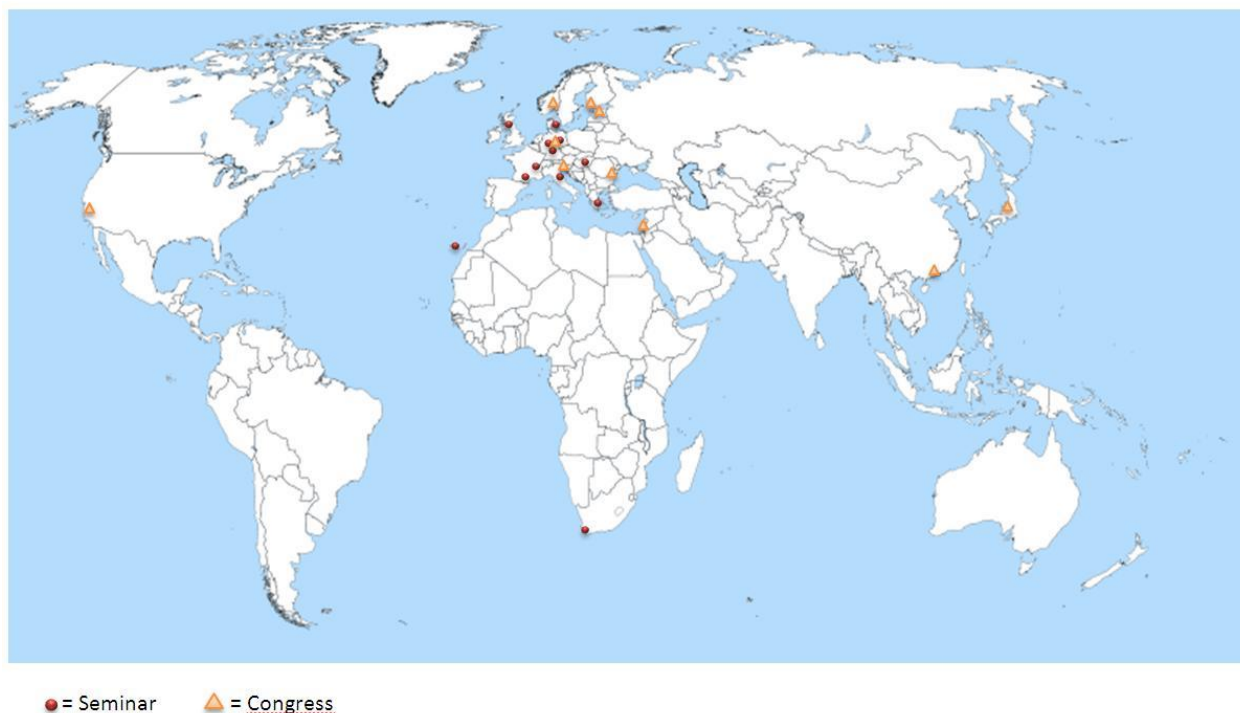 = Seminar = Congress